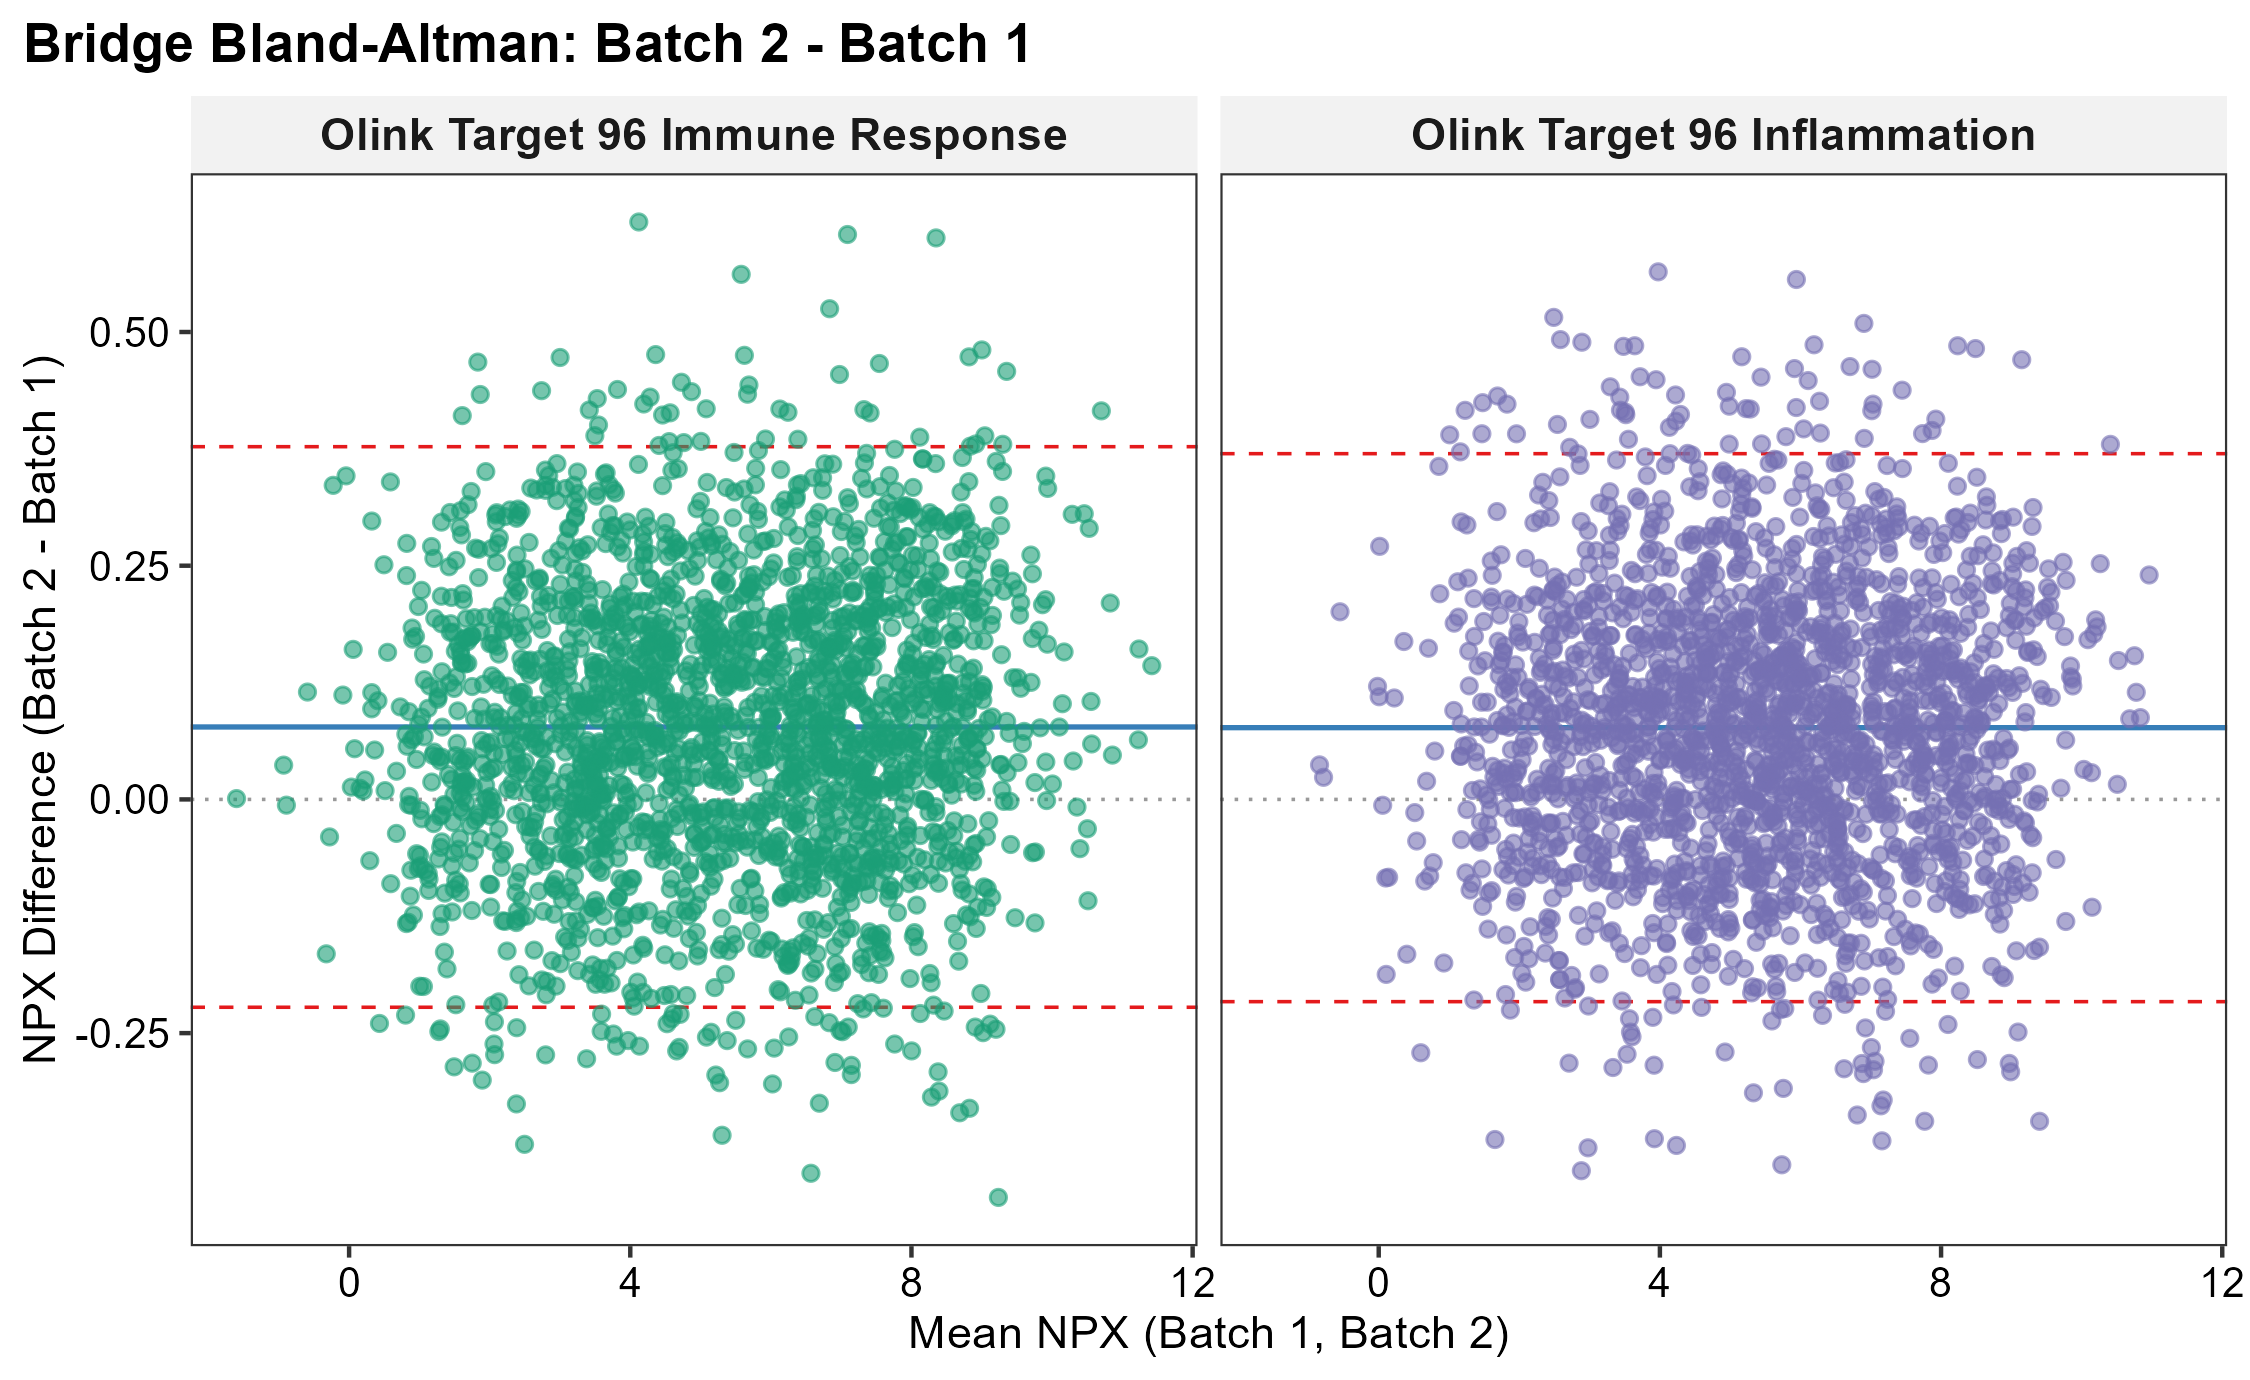 Bridge Bland-Altman: Batch 2 - Batch 1
Olink Target 96 Immune Response
Olink Target 96 Inflammation
NPX Difference (Batch 2 - Batch 1)
0.50
0.25
0.00
-0.25
0 4 8 12
0 4 8 12
Mean NPX (Batch 1, Batch 2)